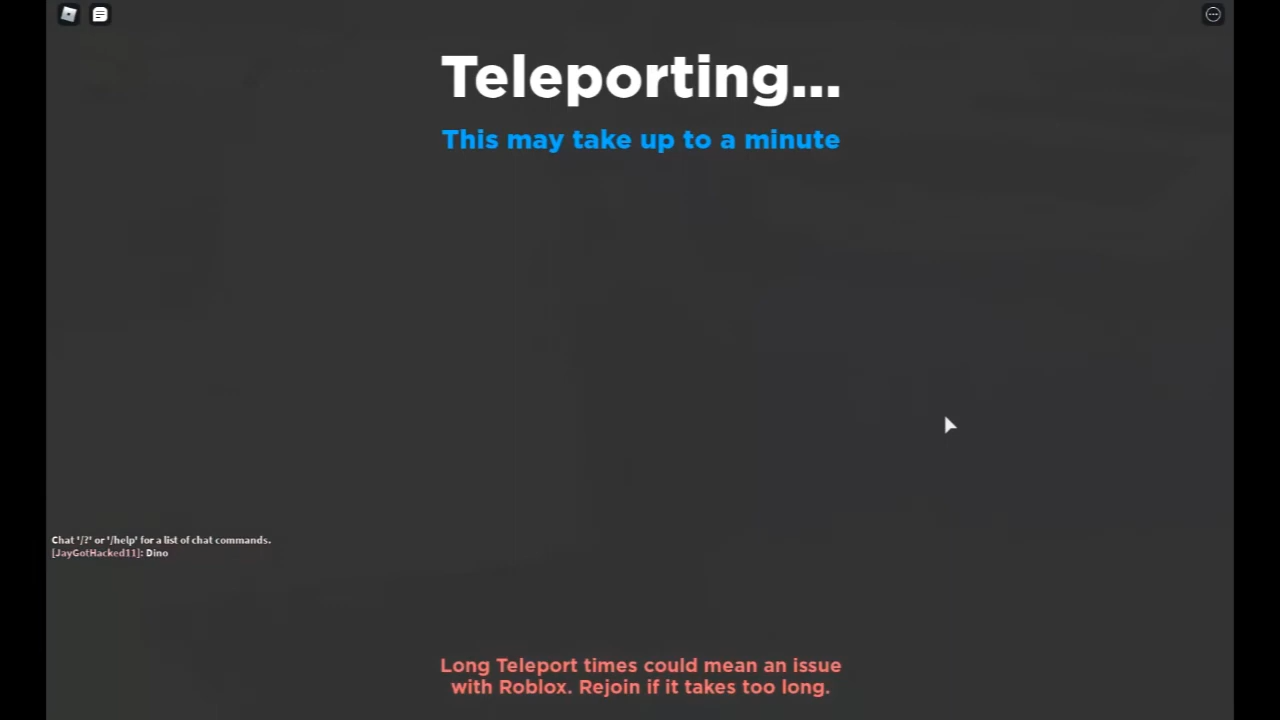 Teleporting...
This may take up to a minute
Chat '/?' or '/help' for a list of chat commands.
[JayGotHacked11]: Dino
Long Teleport times could mean an issue
with Roblox. Rejoin if it takes too long.